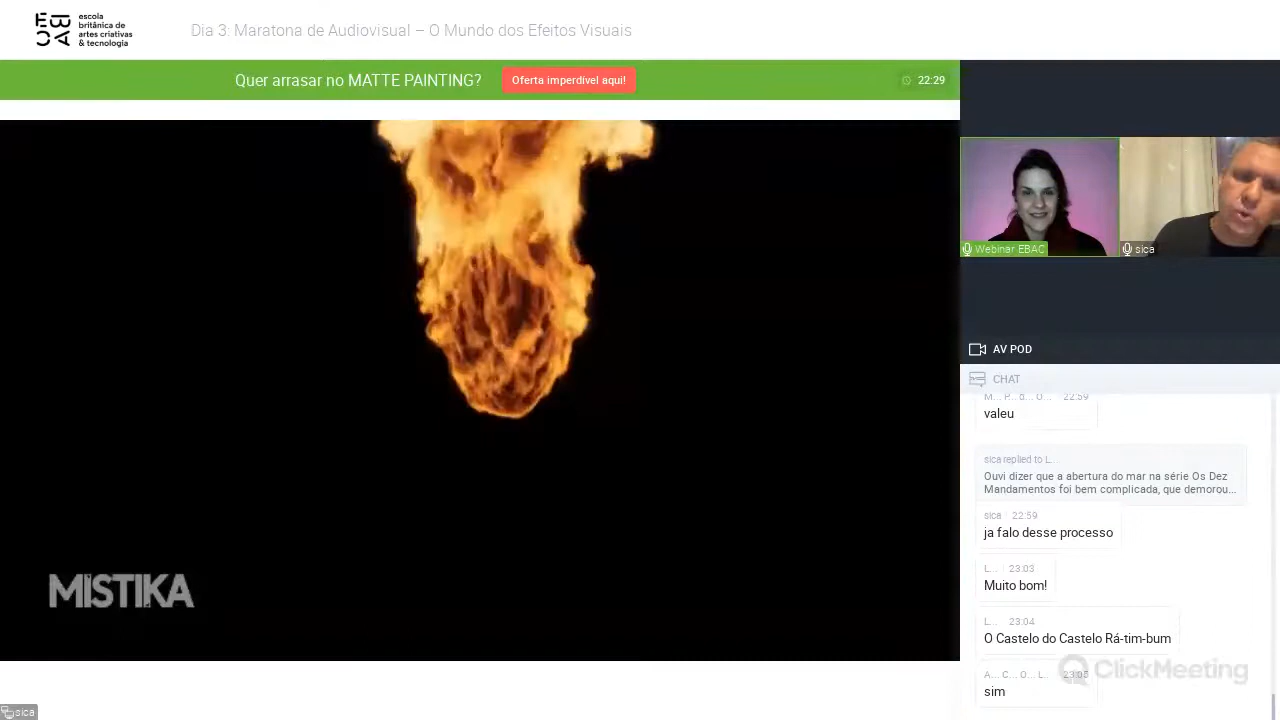 escola
britânica de
artes criativas
& tecnologia
Dia 3: Maratona de Audiovisual – O Mundo dos Efeitos Visuais
Quer arrasar no MATTE PAINTING?
Oferta imperdível aqui!
22:29
MISTIKA
sica
Webinar EBAC
sica
AV POD
CHAT
M... P... d... O... 22:59
valeu
sica replied to L...
Ouvi dizer que a abertura do mar na série Os Dez
Mandamentos foi bem complicada, que demorou...
sica 22:59
ja falo desse processo
L... 23:03
Muito bom!
L... 23:04
O Castelo do Castelo Rá-tim-bum
ClickMeeting
A... C... O... L... 23:05
sim